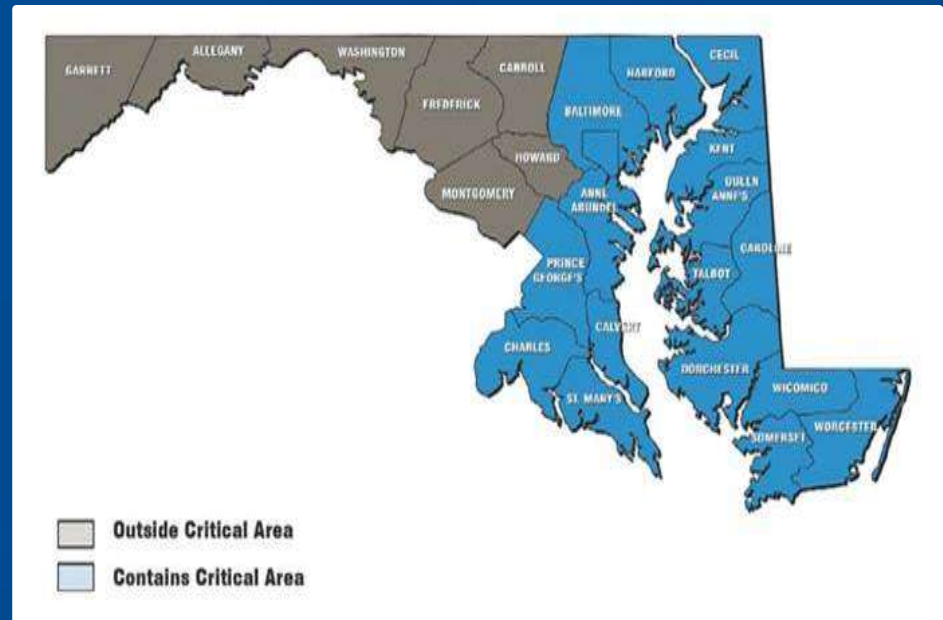 GARRETT
ALLEGANY
WASHINGTON
FREDERICK
CARROLL
HOWARD
MONTGOMERY
BALTIMORE
HARFORD
CECIL
KENT
QUEEN
ANNE'S
ANNE
ARUNDEL
CAROLINE
TALBOT
PRINCE
GEORGE'S
CALVERT
CHARLES
ST. MARY'S
DORCHESTER
WICOMICO
SOMERSET
WORCESTER
Outside Critical Area
Contains Critical Area